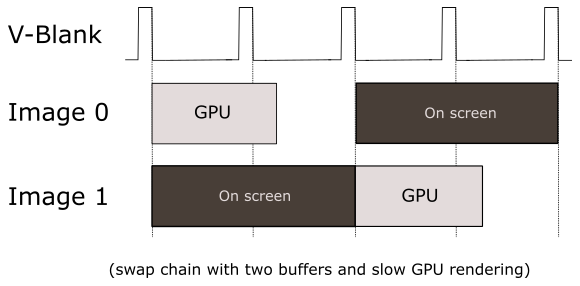 V-Blank
Image 0
GPU
On screen
Image 1
On screen
GPU
(swap chain with two buffers and slow GPU rendering)